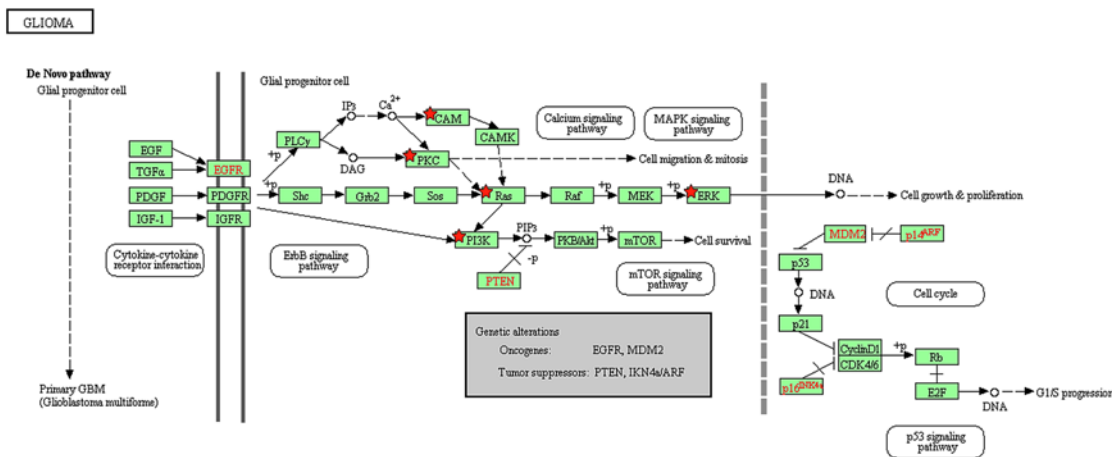 GLIOMA
De Novo pathway
Glial progenitor cell
Primary GBM
(Glioblastoma multiforme)
EGF
TGFα
PDGF
IGF-1
EGFR
PDGFR
IGFR
Cytokine-cytokine
receptor interaction
Glial progenitor cell
IP3
Ca2+
CAM
CAMK
Calcium signaling
pathway
MAPK signaling
pathway
PLCγ
+p
DAG
PKC
Cell migration & mitosis
+p
Shc
Grb2
Sos
Ras
Raf
+p
MEK
+p
ERK
DNA
Cell growth & proliferation
PI3K
PIP3
PKB/Akt
+p
mTOR
Cell survival
-p
PTEN
ErbB signaling
pathway
mTOR signaling
pathway
MDM2
p14ARF
p53
DNA
Cell cycle
p21
CyclinD1
CDK4/6
+p
Rb
p16INK4a
E2F
DNA
G1/S progression
p53 signaling
pathway
Genetic alterations
Oncogenes: EGFR, MDM2
Tumor suppressors: PTEN, IKN4a/ARF